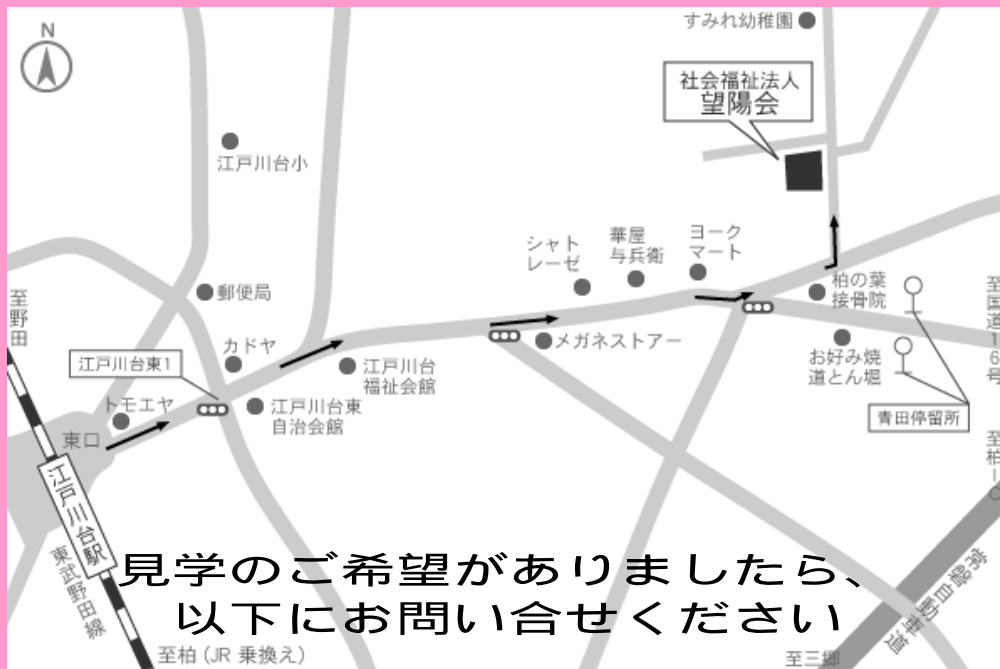 N
すみれ幼稚園
社会福祉法人
望陽会
江戸川台小
ヨーク
マート
華屋
与兵衛
シャト
レーゼ
柏の葉
接骨院
至国道16号
至野田
郵便局
カドヤ
江戸川台東1
メガネストアー
江戸川台
福祉会館
お好み焼
道とん堀
トモエヤ
江戸川台東
自治会館
青田停留所
東口
至柏I.C
江戸川台駅
東武野田線
常磐自動車道
見学のご希望がありましたら、
以下にお問い合せください
至柏(JR 乗換え)
至三郷